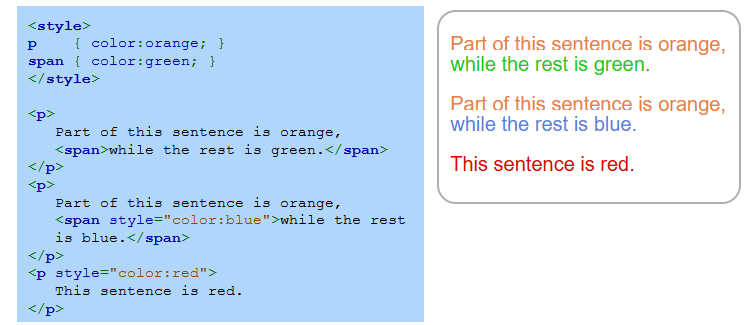 <style>
p    { color:orange; }
span { color:green; }
</style>
<p>
Part of this sentence is orange,
<span>while the rest is green.</span>
</p>
<p>
Part of this sentence is orange,
<span style="color:blue">while the rest
is blue.</span>
</p>
<p style="color:red">
This sentence is red.
</p>
Part of this sentence is orange,
while the rest is green.
Part of this sentence is orange,
while the rest is blue.
This sentence is red.